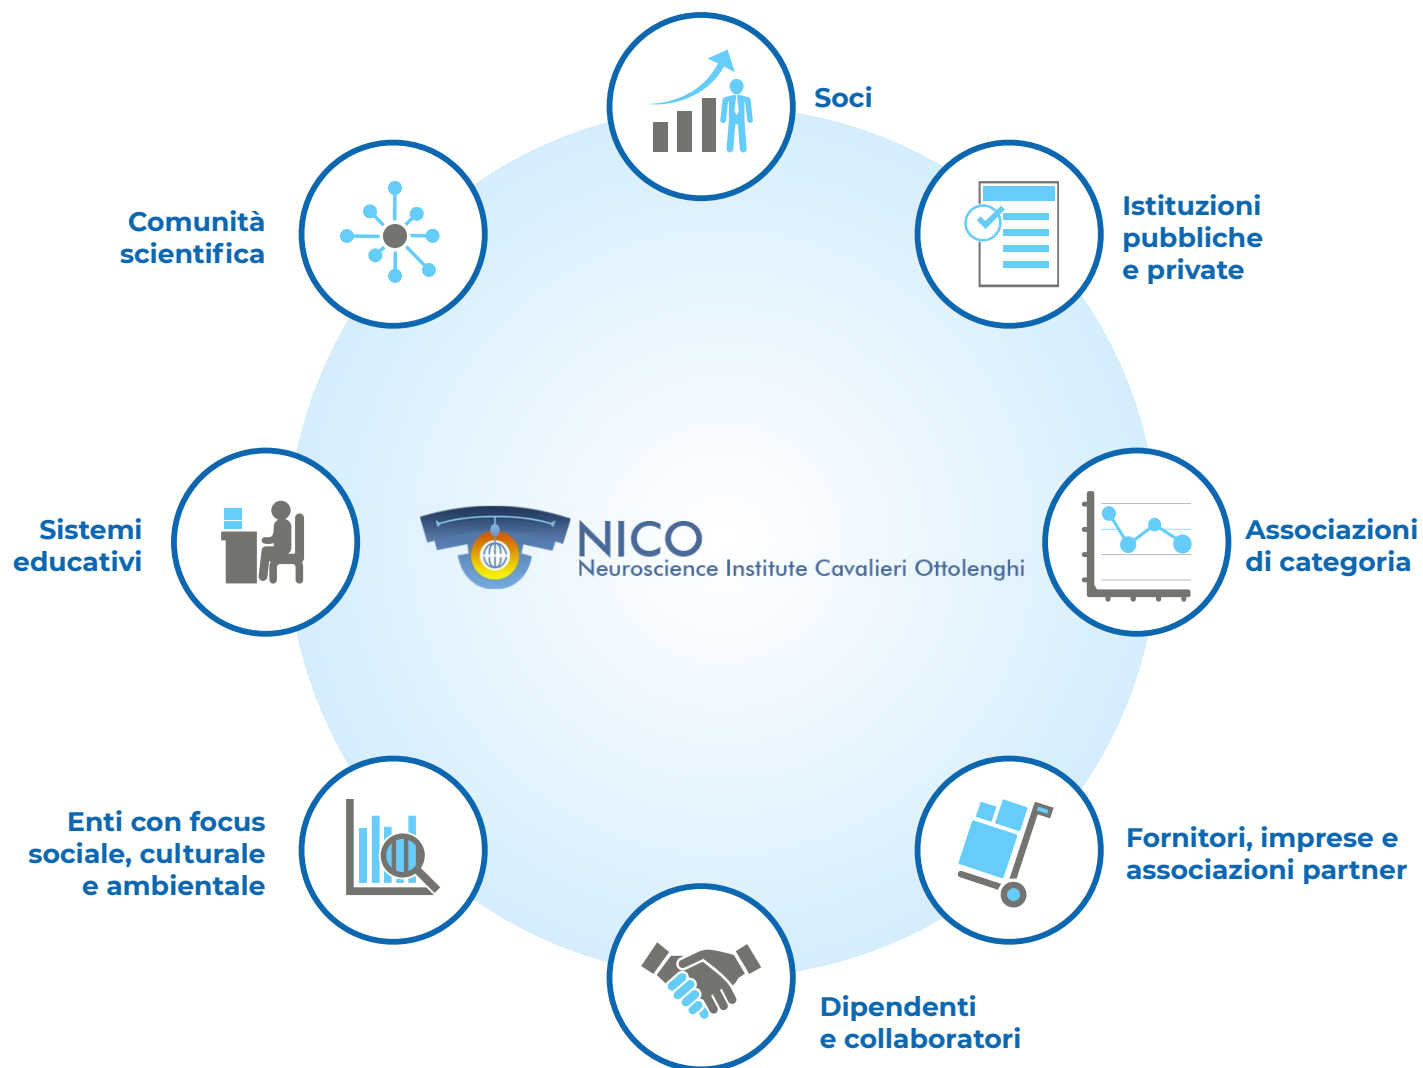 Soci
Istituzioni
pubbliche
e private
Comunità
scientifica
Sistemi
educativi
NICO
Neuroscience Institute Cavalieri Ottolenghi
Associazioni
di categoria
Enti con focus
sociale, culturale
e ambientale
Fornitori, imprese e
associazioni partner
Dipendenti
e collaboratori